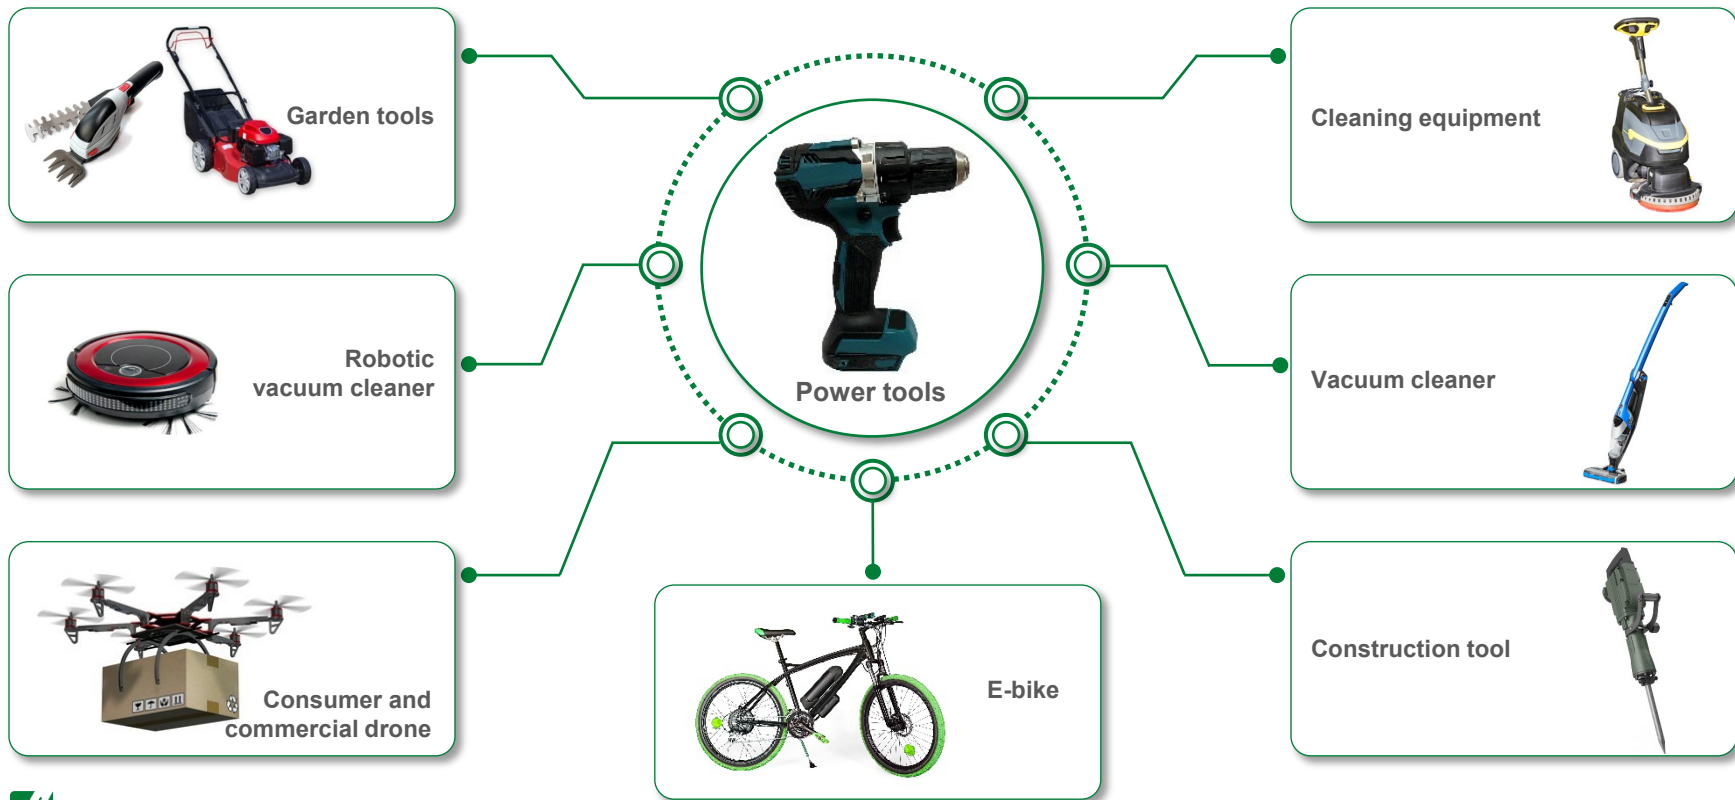 Garden tools
Cleaning equipment
Robotic
vacuum cleaner
Power tools
Vacuum cleaner
Consumer and
commercial drone
E-bike
Construction tool